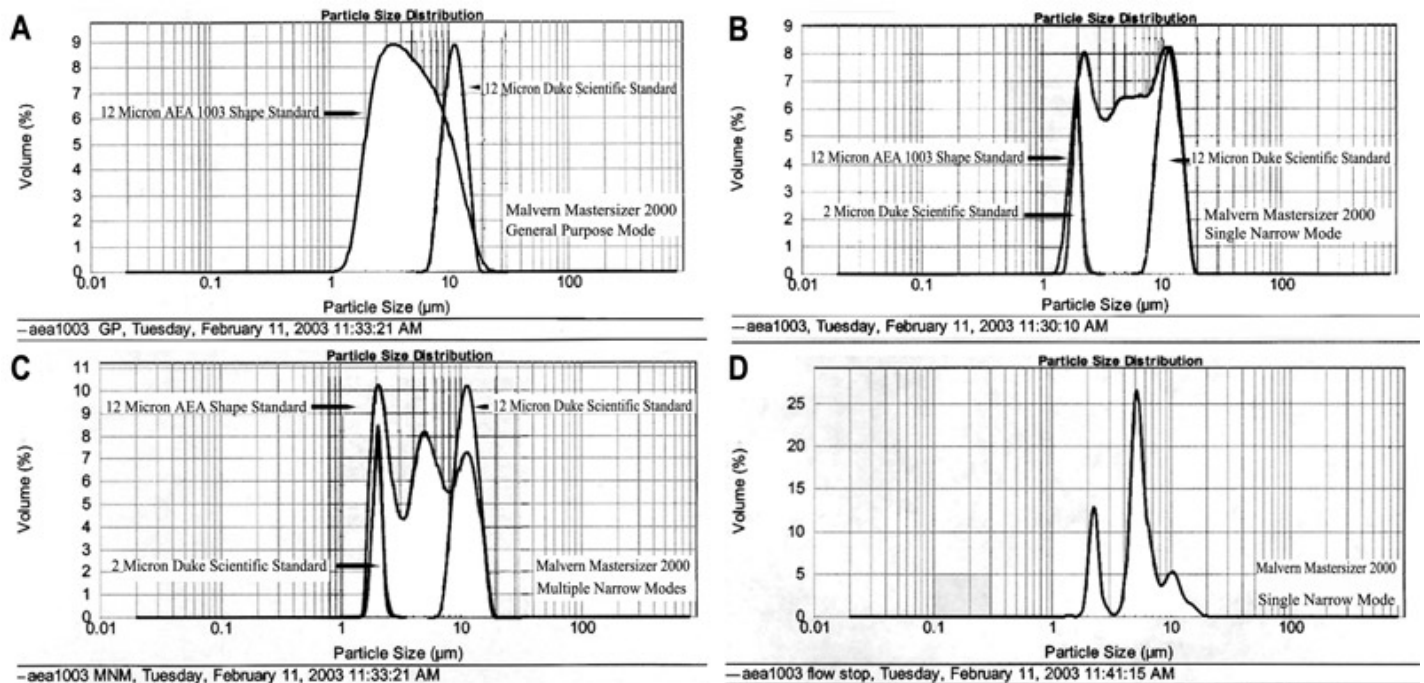 A
Particle Size Distribution
9
8
7
6
5
4
3
2
1
0
Volume (%)
12 Micron AEA 1003 Shape Standard
12 Micron Duke Scientific Standard
Malvern Mastersizer 2000
General Purpose Mode
0.01 0.1 1 10 100
Particle Size (µm)
–aea1003 GP, Tuesday, February 11, 2003 11:33:21 AM
B
Particle Size Distribution
9
8
7
6
5
4
3
2
1
0
Volume (%)
12 Micron AEA 1003 Shape Standard
12 Micron Duke Scientific Standard
2 Micron Duke Scientific Standard
Malvern Mastersizer 2000
Single Narrow Mode
0.01 0.1 1 10 100
Particle Size (µm)
—aea1003, Tuesday, February 11, 2003 11:30:10 AM
C
Particle Size Distribution
11
10
9
8
7
6
5
4
3
2
1
0
Volume (%)
12 Micron AEA Shape Standard
12 Micron Duke Scientific Standard
2 Micron Duke Scientific Standard
Malvern Mastersizer 2000
Multiple Narrow Modes
0.01 0.1 1 10 100
Particle Size (µm)
–aea1003 MNM, Tuesday, February 11, 2003 11:33:21 AM
D
Particle Size Distribution
25
20
15
10
5
0
Volume (%)
Malvern Mastersizer 2000
Single Narrow Mode
0.01 0.1 1 10 100
Particle Size (µm)
—aea1003 flow stop, Tuesday, February 11, 2003 11:41:15 AM